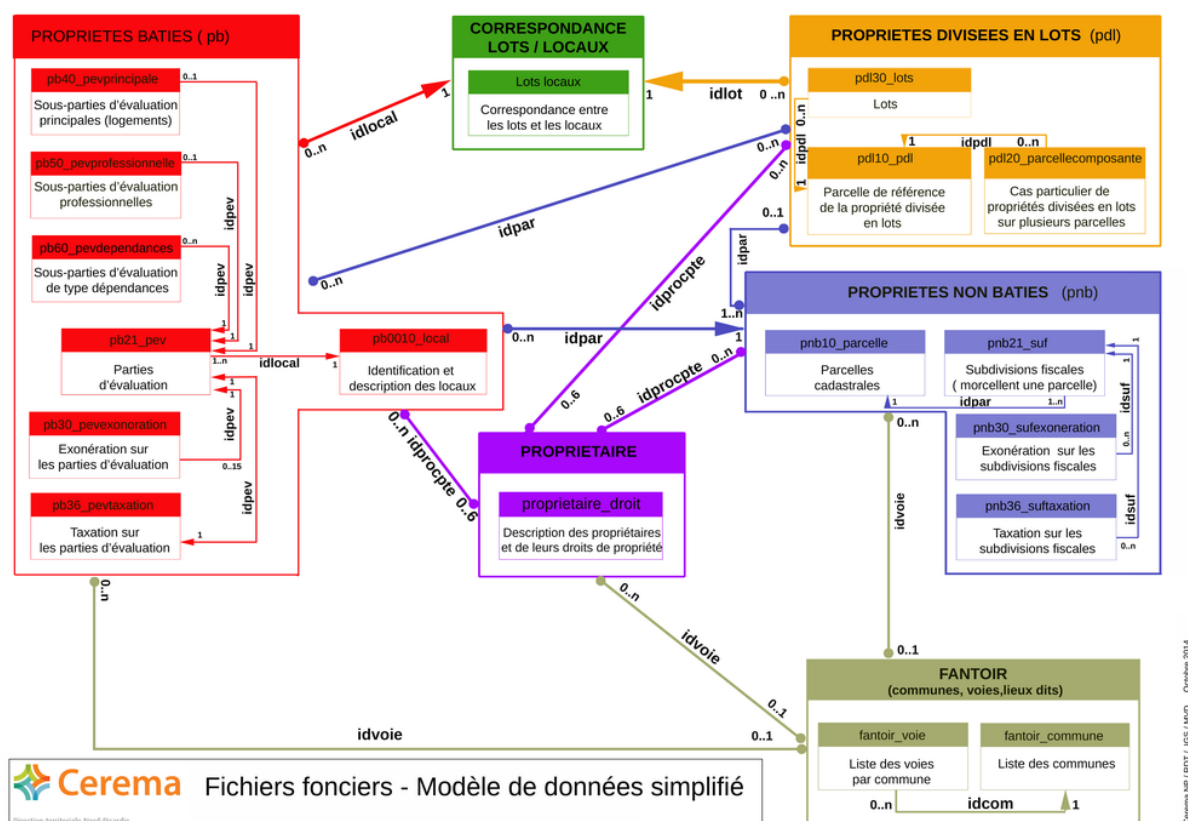 PROPRIETES BATIES ( pb)
pb40_pevprincipale
Sous-parties d'évaluation
principales (logements)
0..1
pb50_pevprofessionnelle
Sous-parties d'évaluation
professionnelles
0..1
pb60_pevdependances
Sous-parties d'évaluation
de type dépendances
0..n
idpev
idpev
idpev
1
1
1
pb21_pev
Parties
d'évaluation
1..n
idlocal
1
pb0010_local
Identification et
description des locaux
1
1
idpev
pb30_pevexonoration
Exonération sur
les parties d'évaluation
0..15
idpev
pb36_pevtaxation
Taxation sur
les parties d'évaluation
1
CORRESPONDANCE
LOTS / LOCAUX
Lots locaux
Correspondance entre
les lots et les locaux
0..n
idlocal
1
1
idlot
0 ..n
PROPRIETES DIVISEES EN LOTS (pdl)
pdl30_lots
Lots
0..n
idpdl
1
1
idpdl
0..n
pdl10_pdl
Parcelle de référence
de la propriété divisée
en lots
pdl20_parcellecomposante
Cas particulier de
propriétés divisées en lots
sur plusieurs parcelles
0..n
idpar
0..n
0..n
idprocpte
0..6
0..1
idpar
1..n
0..n
idpar
1
PROPRIETES NON BATIES (pnb)
pnb10_parcelle
Parcelles
cadastrales
pnb21_suf
Subdivisions fiscales
( morcellent une parcelle)
1
idpar
1..n
1
1
idsuf
pnb30_sufexoneration
Exonération sur les
subdivisions fiscales
0..n
idsuf
pnb36_suftaxation
Taxation sur les
subdivisions fiscales
0..n
0..n
idprocpte
0..6
0..n idprocpte 0..6
PROPRIETAIRE
proprietaire_droit
Description des propriétaires
et de leurs droits de propriété
0..n
idvoie
0..1
0..n
idvoie
0..1
0..n
idvoie
0..1
FANTOIR
(communes, voies,lieux dits)
fantoir_voie
Liste des voies
par commune
fantoir_commune
Liste des communes
0..n
idcom
1
Cerema
Fichiers fonciers - Modèle de données simplifié
Octobre 2014